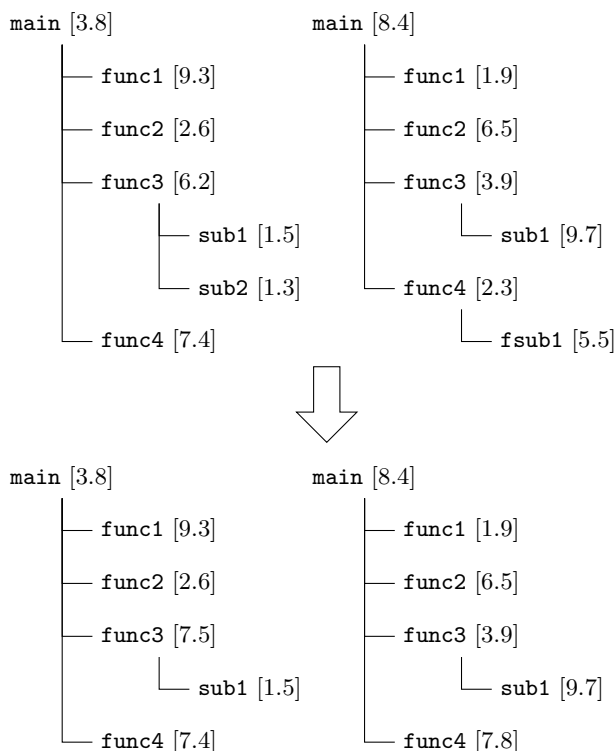 main [3.8]
func1 [9.3]
func2 [2.6]
func3 [6.2]
sub1 [1.5]
sub2 [1.3]
func4 [7.4]
main [8.4]
func1 [1.9]
func2 [6.5]
func3 [3.9]
sub1 [9.7]
func4 [2.3]
fsub1 [5.5]
main [3.8]
func1 [9.3]
func2 [2.6]
func3 [7.5]
sub1 [1.5]
func4 [7.4]
main [8.4]
func1 [1.9]
func2 [6.5]
func3 [3.9]
sub1 [9.7]
func4 [7.8]